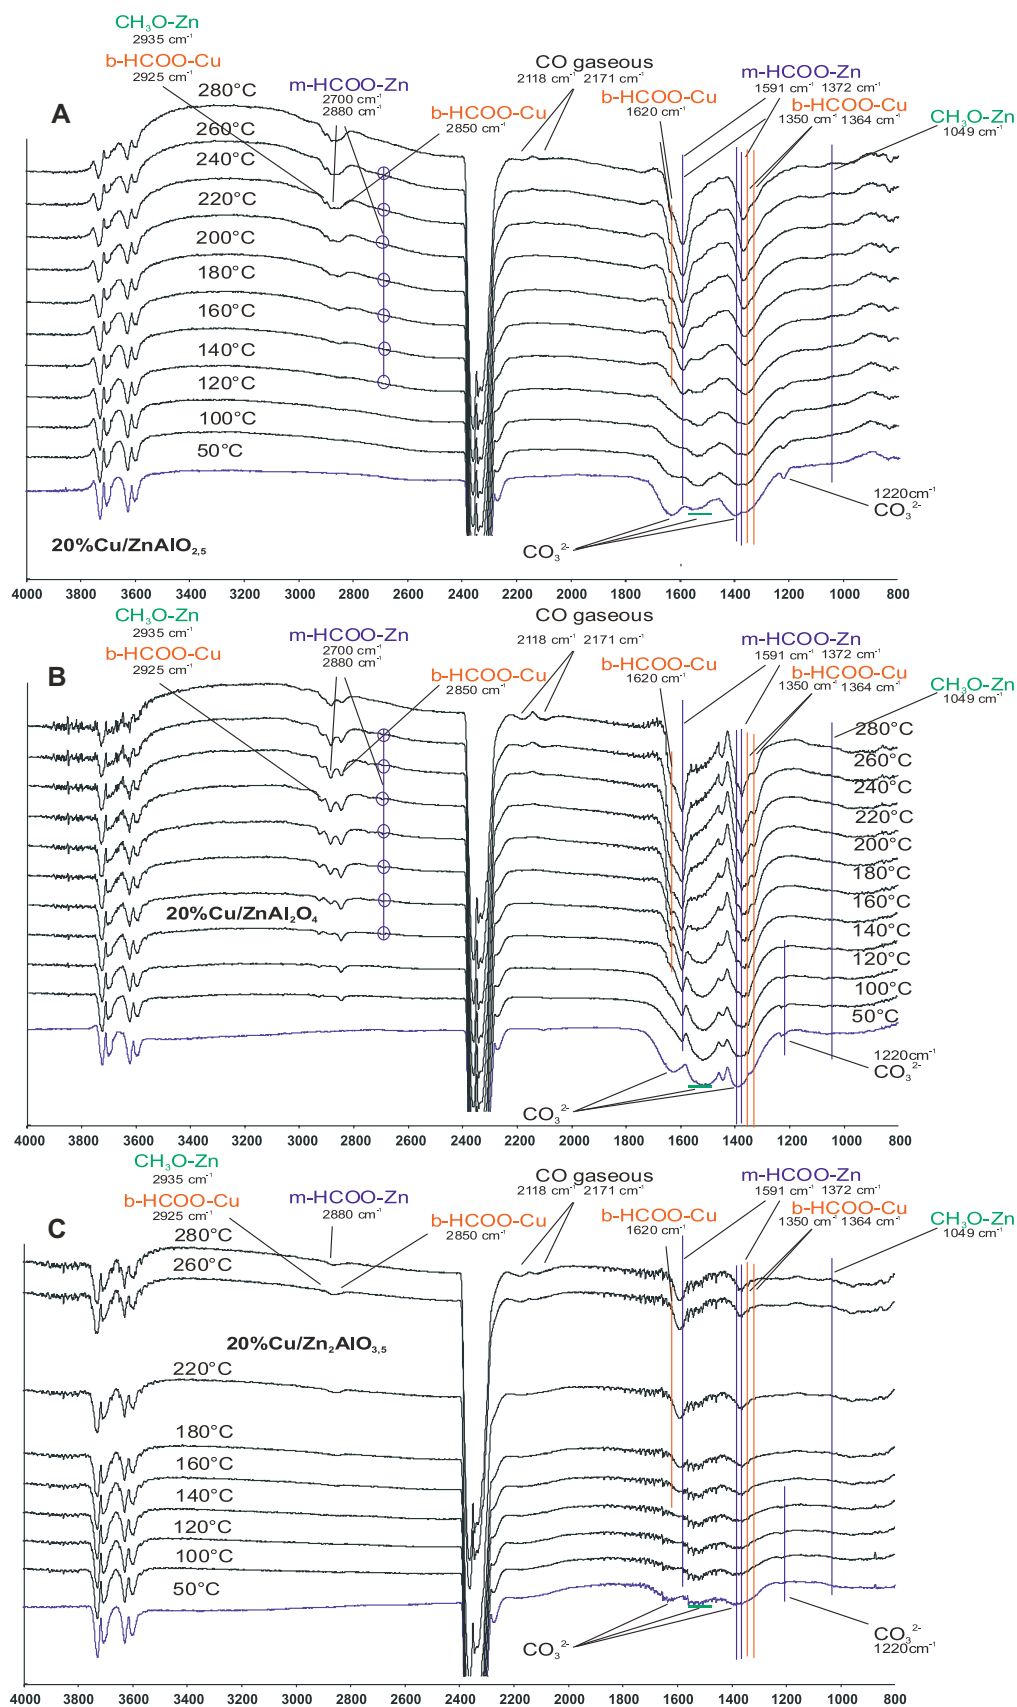 CH₃O-Zn
2935 cm⁻¹
b-HCOO-Cu
2925 cm⁻¹
m-HCOO-Zn
2700 cm⁻¹
2880 cm⁻¹
b-HCOO-Cu
2850 cm⁻¹
CO gaseous
2118 cm⁻¹ 2171 cm⁻¹
b-HCOO-Cu
1620 cm⁻¹
m-HCOO-Zn
1591 cm⁻¹ 1372 cm⁻¹
b-HCOO-Cu
1350 cm⁻¹ 1364 cm⁻¹
CH₃O-Zn
1049 cm⁻¹
A
280°C
260°C
240°C
220°C
200°C
180°C
160°C
140°C
120°C
100°C
50°C
20%Cu/ZnAlO₂,₅
CO₃²⁻
1220cm⁻¹
CO₃²⁻
4000 3800 3600 3400 3200 3000 2800 2600 2400 2200 2000 1800 1600 1400 1200 1000 800
CH₃O-Zn
2935 cm⁻¹
b-HCOO-Cu
2925 cm⁻¹
m-HCOO-Zn
2700 cm⁻¹
2880 cm⁻¹
b-HCOO-Cu
2850 cm⁻¹
CO gaseous
2118 cm⁻¹ 2171 cm⁻¹
b-HCOO-Cu
1620 cm⁻¹
m-HCOO-Zn
1591 cm⁻¹ 1372 cm⁻¹
b-HCOO-Cu
1350 cm⁻¹ 1364 cm⁻¹
CH₃O-Zn
1049 cm⁻¹
B
280°C
260°C
240°C
220°C
200°C
180°C
160°C
140°C
120°C
100°C
50°C
20%Cu/ZnAl₂O₄
CO₃²⁻
1220cm⁻¹
CO₃²⁻
4000 3800 3600 3400 3200 3000 2800 2600 2400 2200 2000 1800 1600 1400 1200 1000 800
CH₃O-Zn
2935 cm⁻¹
b-HCOO-Cu
2925 cm⁻¹
m-HCOO-Zn
2880 cm⁻¹
b-HCOO-Cu
2850 cm⁻¹
CO gaseous
2118 cm⁻¹ 2171 cm⁻¹
b-HCOO-Cu
1620 cm⁻¹
m-HCOO-Zn
1591 cm⁻¹ 1372 cm⁻¹
b-HCOO-Cu
1350 cm⁻¹ 1364 cm⁻¹
CH₃O-Zn
1049 cm⁻¹
C
280°C
260°C
20%Cu/Zn₂AlO₃,₅
220°C
180°C
160°C
140°C
120°C
100°C
50°C
CO₃²⁻
CO₃²⁻
1220cm⁻¹
4000 3800 3600 3400 3200 3000 2800 2600 2400 2200 2000 1800 1600 1400 1200 1000 800